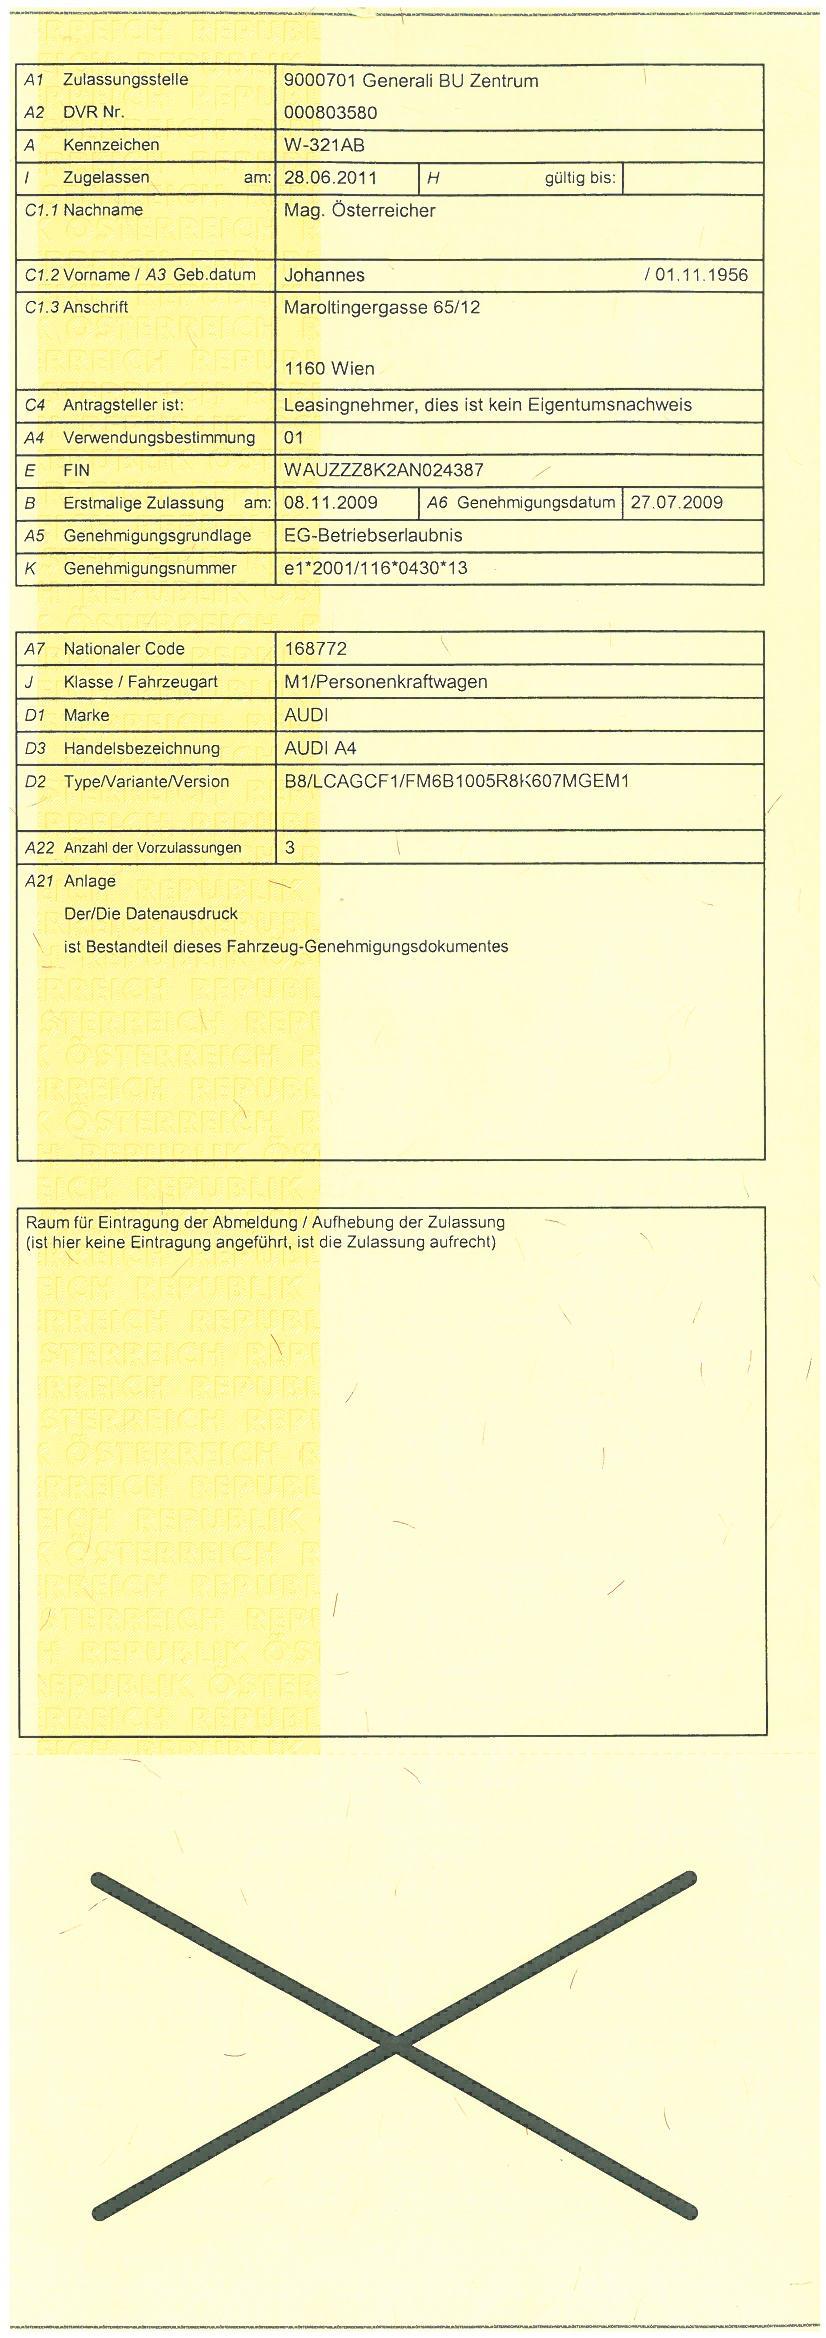 A1 Zulassungsstelle 9000701 Generali BU Zentrum
A2 DVR Nr. 000803580
A Kennzeichen W-321AB
I Zugelassen am: 28.06.2011 H gültig bis:
C1.1 Nachname Mag. Österreicher
C1.2 Vorname / A3 Geb.datum Johannes / 01.11.1956
C1.3 Anschrift Maroltingergasse 65/12
1160 Wien
C4 Antragsteller ist: Leasingnehmer, dies ist kein Eigentumsnachweis
A4 Verwendungsbestimmung 01
E FIN WAUZZZ8K2AN024387
B Erstmalige Zulassung am: 08.11.2009 A6 Genehmigungsdatum 27.07.2009
A5 Genehmigungsgrundlage EG-Betriebserlaubnis
K Genehmigungsnummer e1*2001/116*0430*13
A7 Nationaler Code 168772
J Klasse / Fahrzeugart M1/Personenkraftwagen
D1 Marke AUDI
D3 Handelsbezeichnung AUDI A4
D2 Type/Variante/Version B8/LCAGCF1/FM6B1005R8K607MGEM1
A22 Anzahl der Vorzulassungen 3
A21 Anlage
Der/Die Datenausdruck
ist Bestandteil dieses Fahrzeug-Genehmigungsdokumentes
Raum für Eintragung der Abmeldung / Aufhebung der Zulassung
(ist hier keine Eintragung angeführt, ist die Zulassung aufrecht)